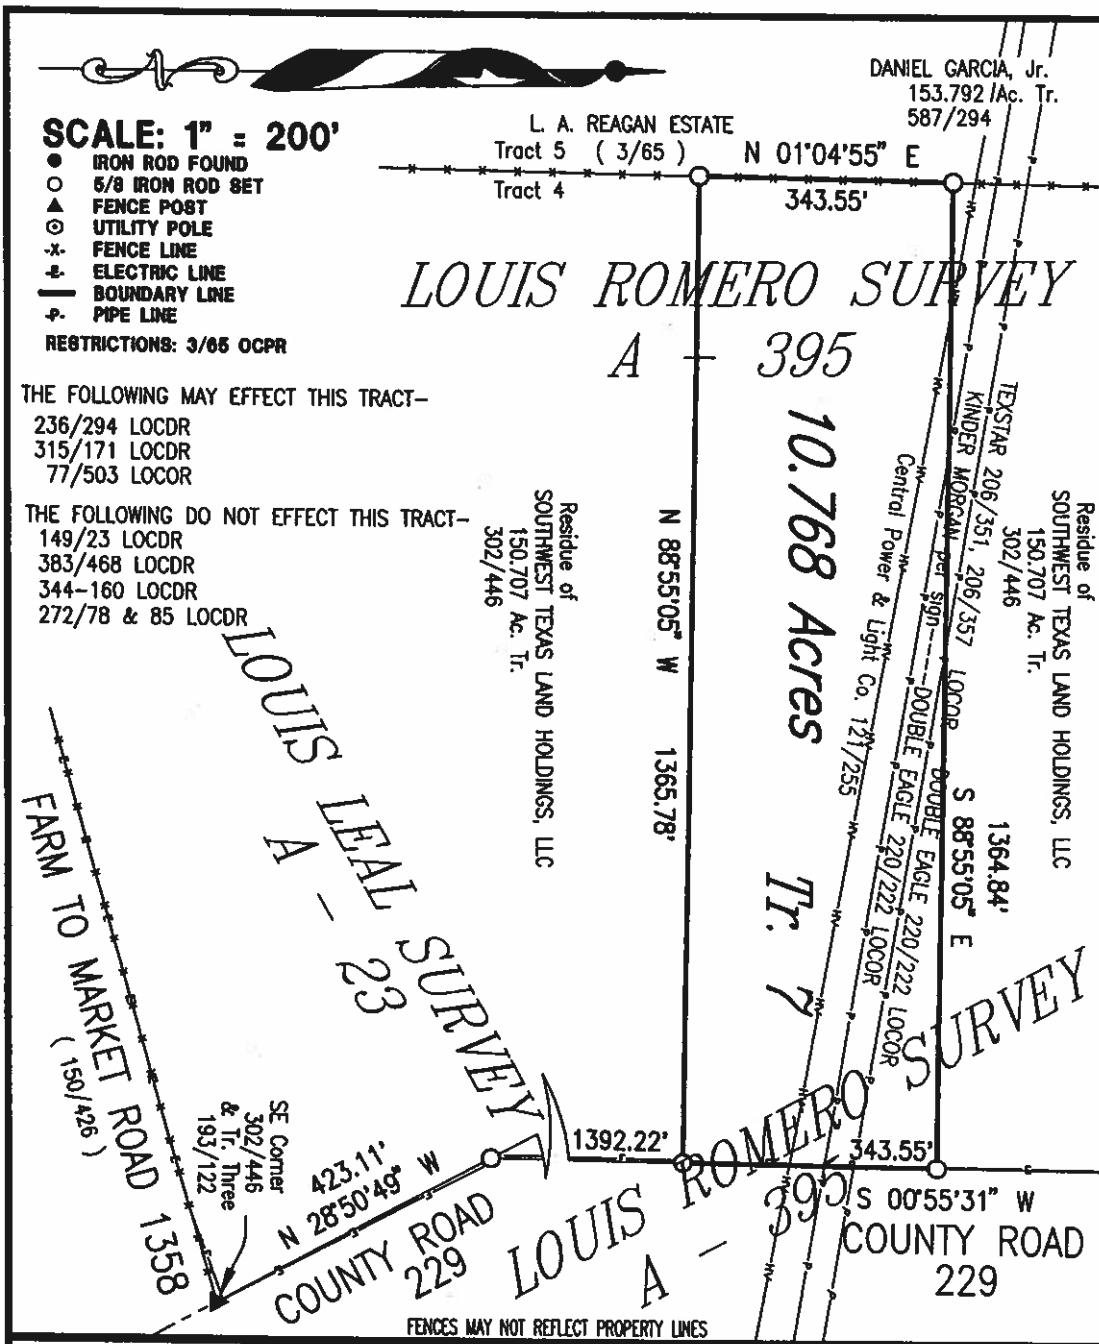 DANIEL GARCIA, Jr.
153.792 Ac. Tr.
587/294
SCALE: 1" = 200'
IRON ROD FOUND
5/8 IRON ROD SET
FENCE POST
UTILITY POLE
-X- FENCE LINE
-E- ELECTRIC LINE
BOUNDARY LINE
-P- PIPE LINE
RESTRICTIONS: 3/65 OCPR
L. A. REAGAN ESTATE
Tract 5 ( 3/65 )
Tract 4
N 01°04'55" E
343.55'
LOUIS ROMERO SURVEY
A - 395
THE FOLLOWING MAY EFFECT THIS TRACT-
236/294 LOCDR
315/171 LOCDR
77/503 LOCOR
THE FOLLOWING DO NOT EFFECT THIS TRACT-
149/23 LOCDR
383/468 LOCDR
344-160 LOCDR
272/78 & 85 LOCDR
Residue of
SOUTHWEST TEXAS LAND HOLDINGS, LLC
150.707 Ac. Tr.
302/446
N 88°55'05" W 1365.78'
10.768 Acres
Tr. 7
Central Power & Light Co. 121/255
KINDER MORGAN per sign
TEXSTAR 206/351, 206/357 LOCOR
DOUBLE EAGLE 220/222 LOCOR
DOUBLE EAGLE 220/222 LOCOR
Residue of
SOUTHWEST TEXAS LAND HOLDINGS, LLC
150.707 Ac. Tr.
302/446
1364.84'
S 88°55'05" E
LOUIS LEAL SURVEY
A - 23
FARM TO MARKET ROAD 1358
( 150/426 )
SE Corner
302/446
& Tr. Three
193/122
423.11'
N 28°50'49" W
COUNTY ROAD
229
1392.22'
LOUIS ROMERO SURVEY
A - 395
343.55'
S 00°55'31" W
COUNTY ROAD
229
FENCES MAY NOT REFLECT PROPERTY LINES